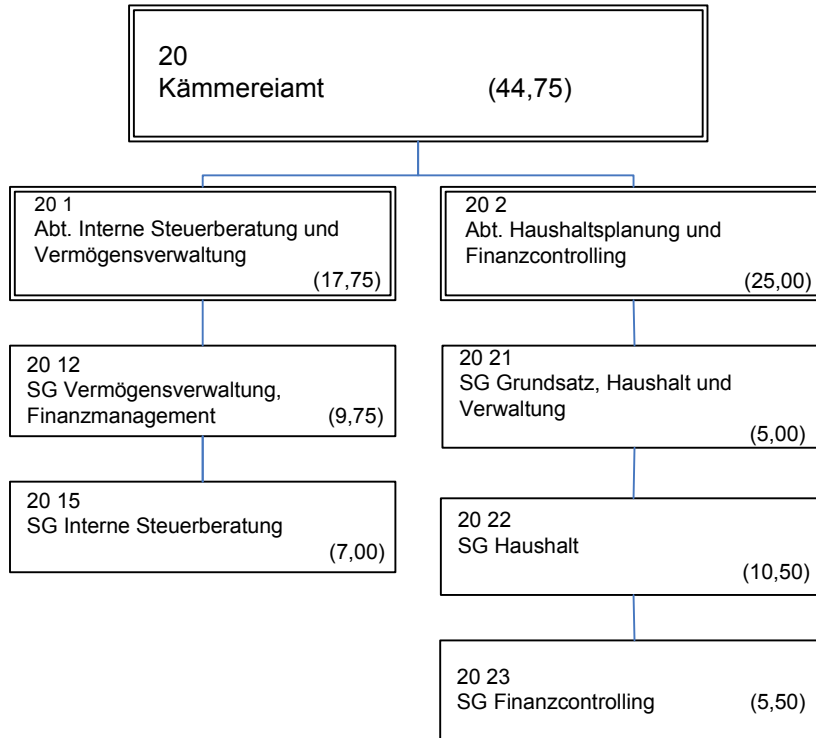 20
Kämmereiamt (44,75)
20 1
Abt. Interne Steuerberatung und
Vermögensverwaltung
(17,75)
20 2
Abt. Haushaltsplanung und
Finanzcontrolling
(25,00)
20 12
SG Vermögensverwaltung,
Finanzmanagement (9,75)
20 21
SG Grundsatz, Haushalt und
Verwaltung
(5,00)
20 15
SG Interne Steuerberatung
(7,00)
20 22
SG Haushalt
(10,50)
20 23
SG Finanzcontrolling (5,50)